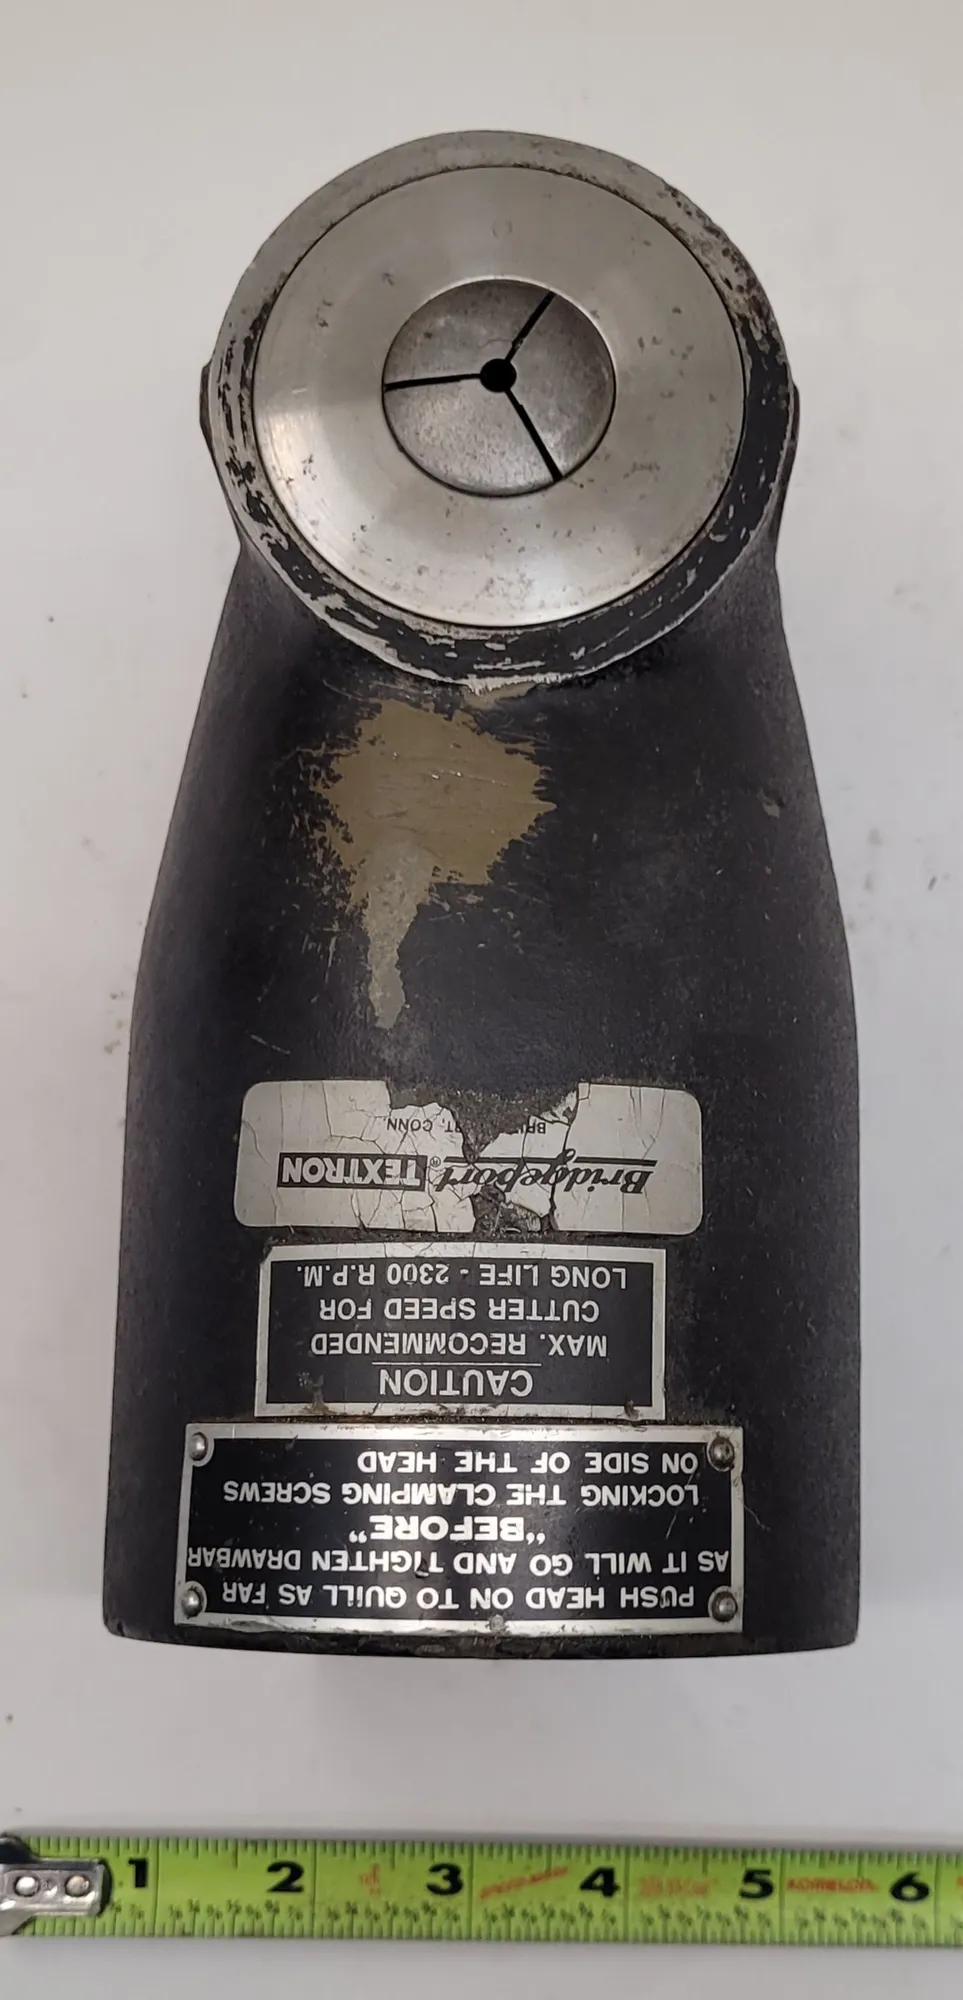 PUSH HEAD ON TO QUILL AS FAR
AS IT WILL GO AND TIGHTEN DRAWBAR
"BEFORE"
LOCKING THE CLAMPING SCREWS
ON SIDE OF THE HEAD
CAUTION
MAX. RECOMMENDED
CUTTER SPEED FOR
LONG LIFE - 2300 R.P.M.
Bridgeport® TEXTRON
CONN.
1 2 3 4 5 KOMELON 6